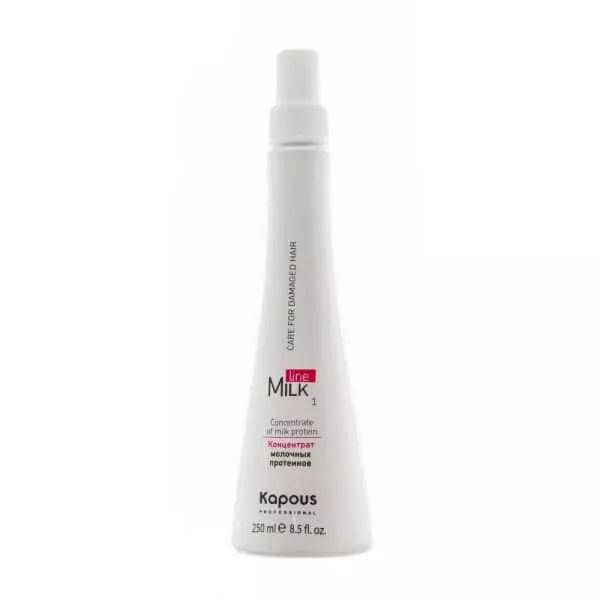 CARE FOR DAMAGED HAIR
line
MILK
1
Concentrate
of milk protein
Концентрат
молочных
протеинов
Kapous
PROFESSIONAL
250 ml ℮ 8.5 fl. oz.